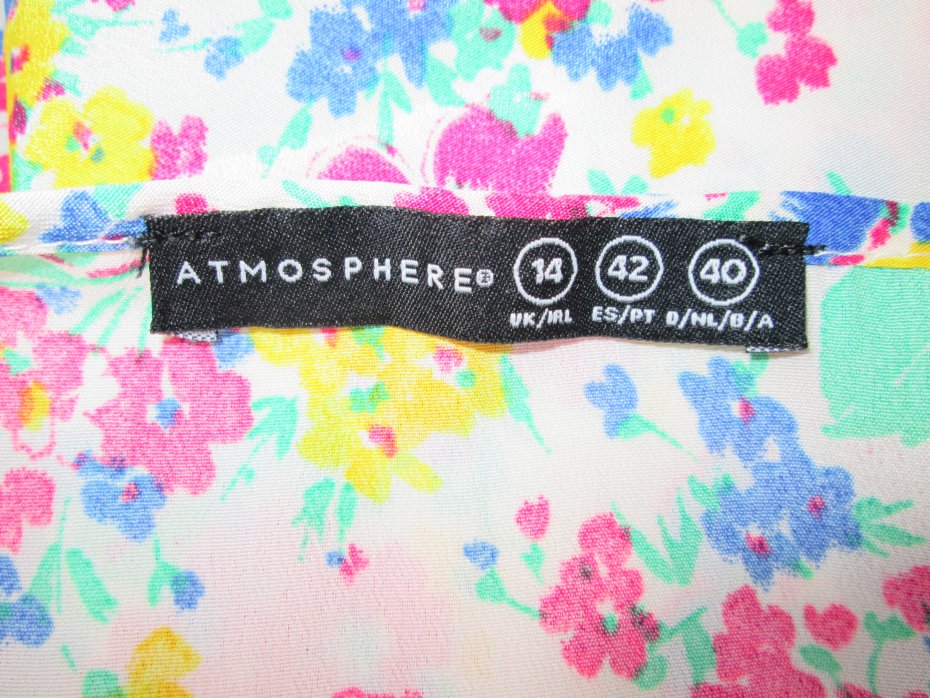 ATMOSPHERE® 14 42 40
UK/IRL ES/PT D/NL/B/A